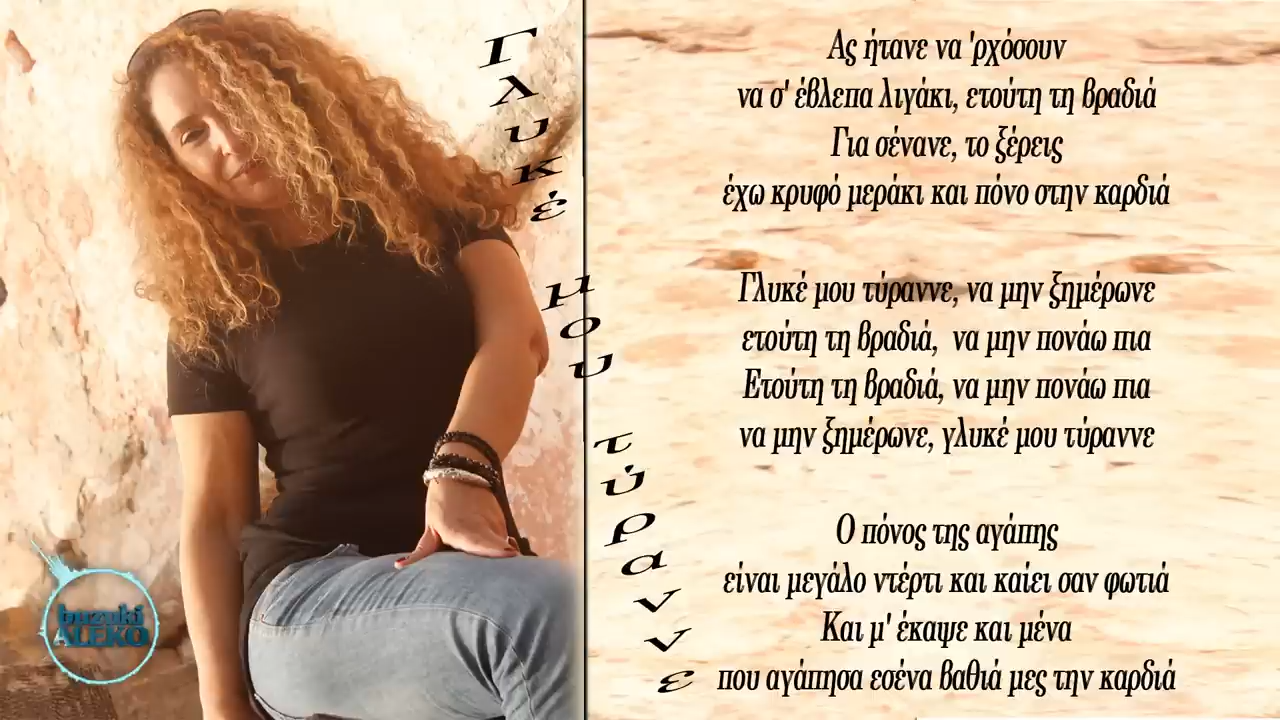 Γλυκέ μου τύραννε
Ας ήτανε να 'ρχόσουν
να σ' έβλεπα λιγάκι, ετούτη τη βραδιά
Για σένανε, το ξέρεις
έχω κρυφό μεράκι και πόνο στην καρδιά
Γλυκέ μου τύραννε, να μην ξημέρωνε
ετούτη τη βραδιά, να μην πονάω πια
Ετούτη τη βραδιά, να μην πονάω πια
να μην ξημέρωνε, γλυκέ μου τύραννε
Ο πόνος της αγάπης
είναι μεγάλο ντέρτι και καίει σαν φωτιά
Και μ' έκαψε και μένα
που αγάπησα εσένα βαθιά μες την καρδιά
buzuki
ALEKO